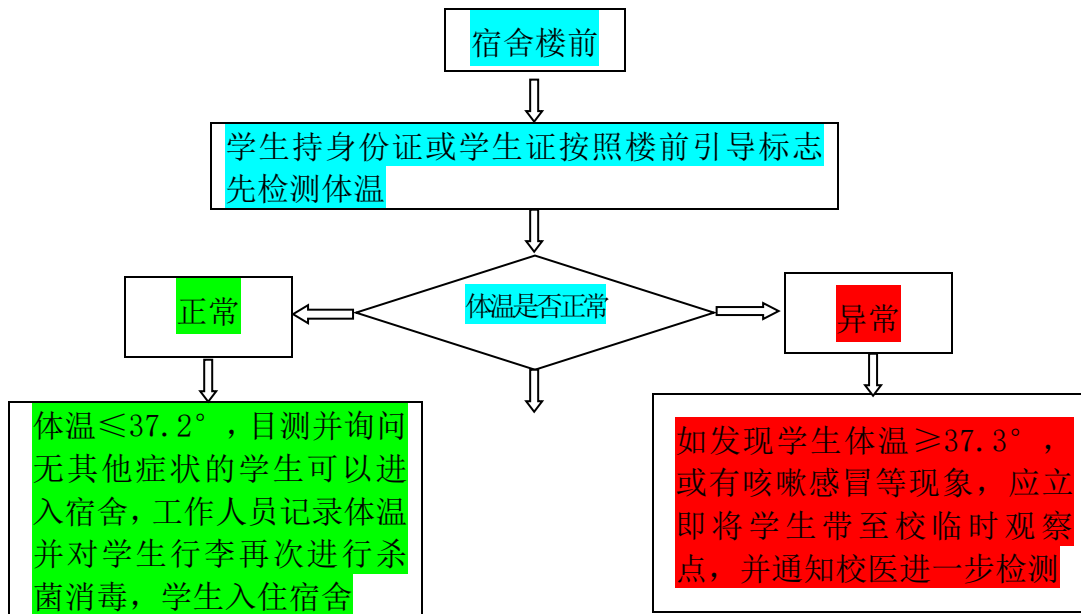 宿舍楼前
学生持身份证或学生证按照楼前引导标志
先检测体温
体温是否正常
正常
异常
体温≤37.2°，目测并询问
无其他症状的学生可以进
入宿舍，工作人员记录体温
并对学生行李再次进行杀
菌消毒，学生入住宿舍
如发现学生体温≥37.3°，
或有咳嗽感冒等现象，应立
即将学生带至校临时观察
点，并通知校医进一步检测